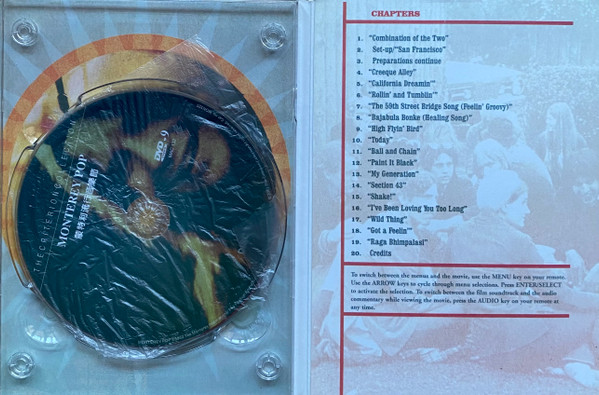 THE CRITERION COLLECTION
MONTEREY POP
DVD-9
CHAPTERS
1. "Combination of the Two"
2. Set-up/"San Francisco"
3. Preparations continue
4. "Creeque Alley"
5. "California Dreamin'"
6. "Rollin' and Tumblin'"
7. "The 59th Street Bridge Song (Feelin' Groovy)"
8. "Bajabula Bonke (Healing Song)"
9. "High Flyin' Bird"
10. "Today"
11. "Ball and Chain"
12. "Paint It Black"
13. "My Generation"
14. "Section 43"
15. "Shake!"
16. "I've Been Loving You Too Long"
17. "Wild Thing"
18. "Got a Feelin'"
19. "Raga Bhimpalasi"
20. Credits
To switch between the menus and the movie, use the MENU key on your remote.
Use the ARROW keys to cycle through menu selections. Press ENTER/SELECT
to activate the selection. To switch between the film soundtrack and the audio
commentary while viewing the movie, press the AUDIO key on your remote at
any time.